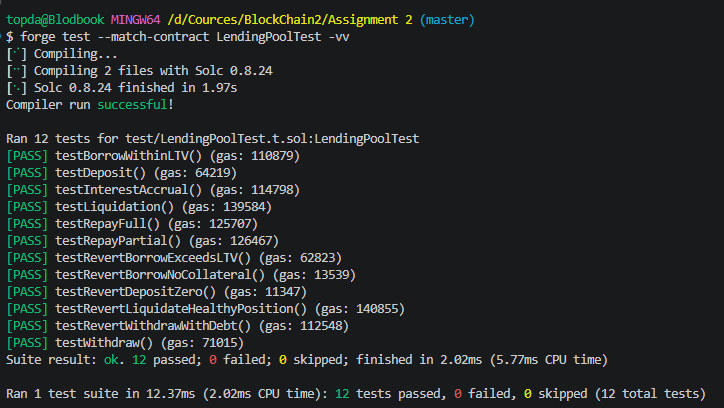 topda@Blodbook MINGW64 /d/Cources/BlockChain2/Assignment 2 (master)
$ forge test --match-contract LendingPoolTest -vv
[⠊] Compiling...
[⠒] Compiling 2 files with Solc 0.8.24
[⠢] Solc 0.8.24 finished in 1.97s
Compiler run successful!
Ran 12 tests for test/LendingPoolTest.t.sol:LendingPoolTest
[PASS] testBorrowWithinLTV() (gas: 110879)
[PASS] testDeposit() (gas: 64219)
[PASS] testInterestAccrual() (gas: 114798)
[PASS] testLiquidation() (gas: 139584)
[PASS] testRepayFull() (gas: 125707)
[PASS] testRepayPartial() (gas: 126467)
[PASS] testRevertBorrowExceedsLTV() (gas: 62823)
[PASS] testRevertBorrowNoCollateral() (gas: 13539)
[PASS] testRevertDepositZero() (gas: 11347)
[PASS] testRevertLiquidateHealthyPosition() (gas: 140855)
[PASS] testRevertWithdrawWithDebt() (gas: 112548)
[PASS] testWithdraw() (gas: 71015)
Suite result: ok. 12 passed; 0 failed; 0 skipped; finished in 2.02ms (5.77ms CPU time)
Ran 1 test suite in 12.37ms (2.02ms CPU time): 12 tests passed, 0 failed, 0 skipped (12 total tests)